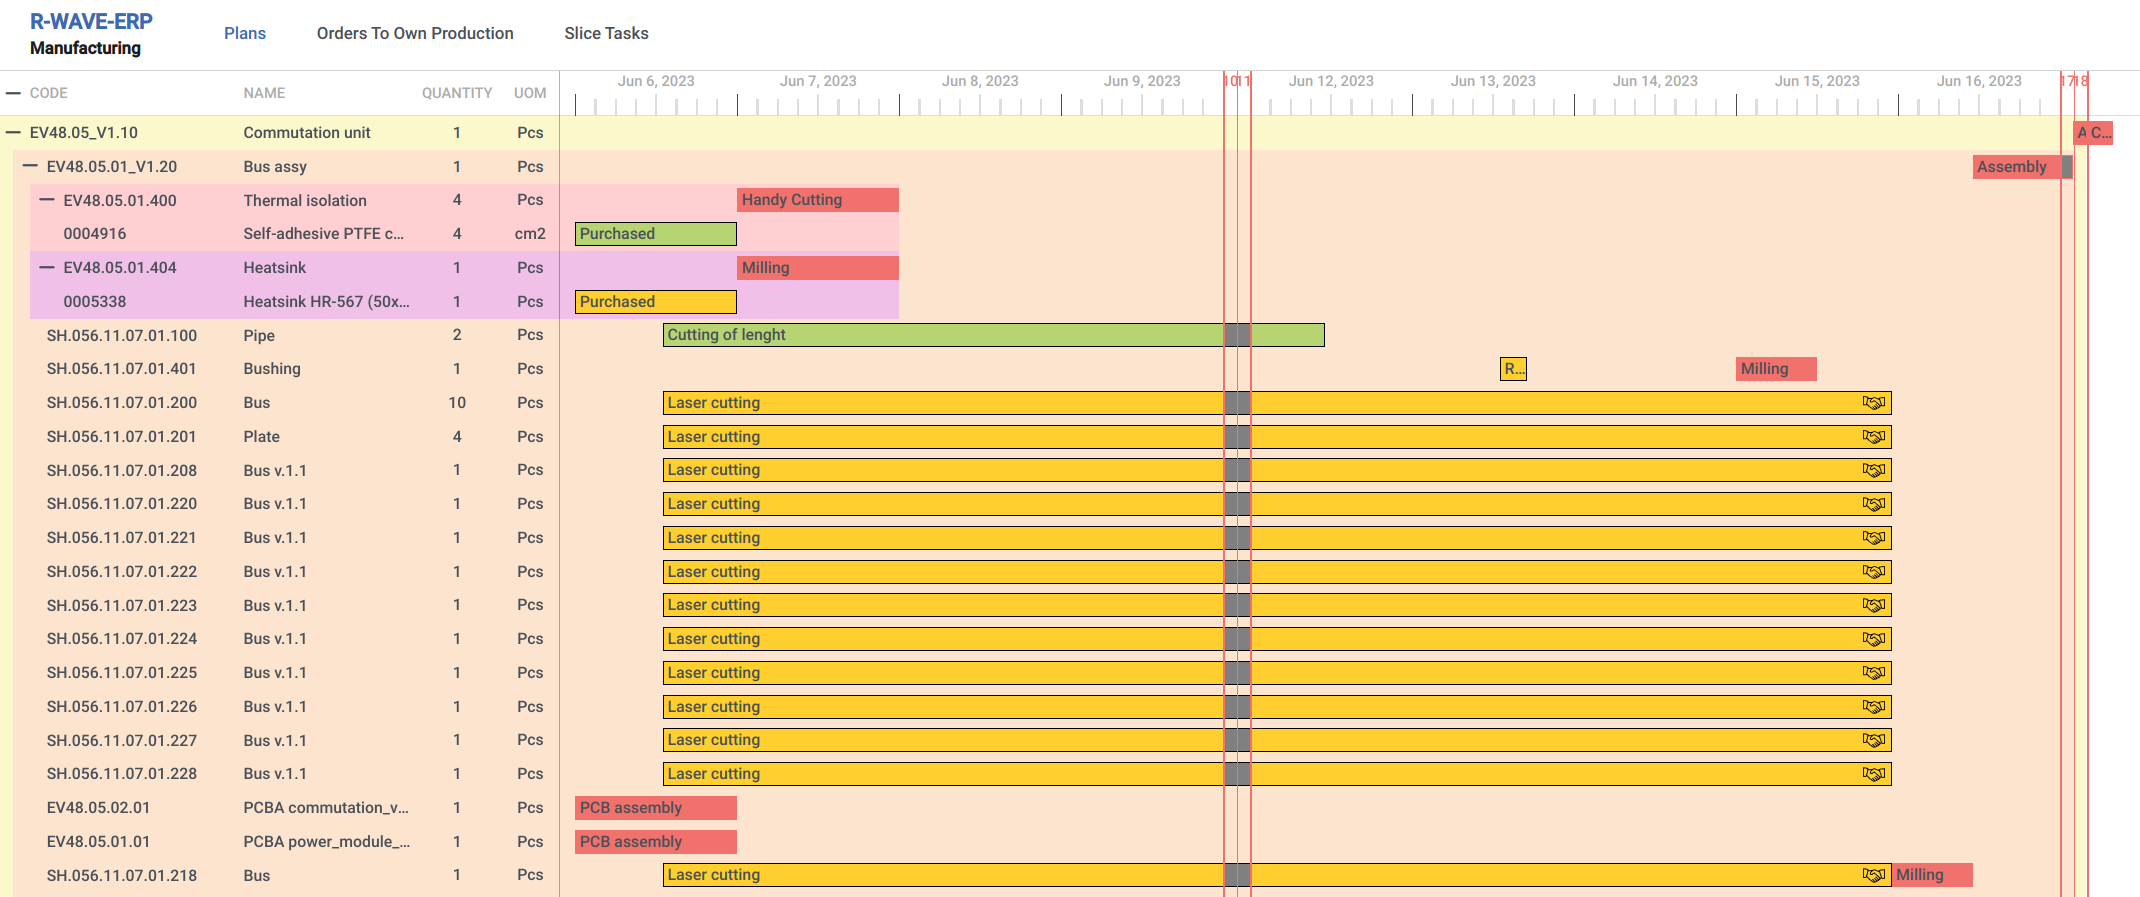 R-WAVE-ERP
Manufacturing
Plans Orders To Own Production Slice Tasks
CODE NAME QUANTITY UOM Jun 6, 2023 Jun 7, 2023 Jun 8, 2023 Jun 9, 2023 10 11 Jun 12, 2023 Jun 13, 2023 Jun 14, 2023 Jun 15, 2023 Jun 16, 2023 17 18
EV48.05_V1.10 Commutation unit 1 Pcs A C...
EV48.05.01_V1.20 Bus assy 1 Pcs Assembly
EV48.05.01.400 Thermal isolation 4 Pcs Handy Cutting
0004916 Self-adhesive PTFE c... 4 cm2 Purchased
EV48.05.01.404 Heatsink 1 Pcs Milling
0005338 Heatsink HR-567 (50x... 1 Pcs Purchased
SH.056.11.07.01.100 Pipe 2 Pcs Cutting of lenght
SH.056.11.07.01.401 Bushing 1 Pcs R... Milling
SH.056.11.07.01.200 Bus 10 Pcs Laser cutting
SH.056.11.07.01.201 Plate 4 Pcs Laser cutting
SH.056.11.07.01.208 Bus v.1.1 1 Pcs Laser cutting
SH.056.11.07.01.220 Bus v.1.1 1 Pcs Laser cutting
SH.056.11.07.01.221 Bus v.1.1 1 Pcs Laser cutting
SH.056.11.07.01.222 Bus v.1.1 1 Pcs Laser cutting
SH.056.11.07.01.223 Bus v.1.1 1 Pcs Laser cutting
SH.056.11.07.01.224 Bus v.1.1 1 Pcs Laser cutting
SH.056.11.07.01.225 Bus v.1.1 1 Pcs Laser cutting
SH.056.11.07.01.226 Bus v.1.1 1 Pcs Laser cutting
SH.056.11.07.01.227 Bus v.1.1 1 Pcs Laser cutting
SH.056.11.07.01.228 Bus v.1.1 1 Pcs Laser cutting
EV48.05.02.01 PCBA commutation_v... 1 Pcs PCB assembly
EV48.05.01.01 PCBA power_module_... 1 Pcs PCB assembly
SH.056.11.07.01.218 Bus 1 Pcs Laser cutting Milling